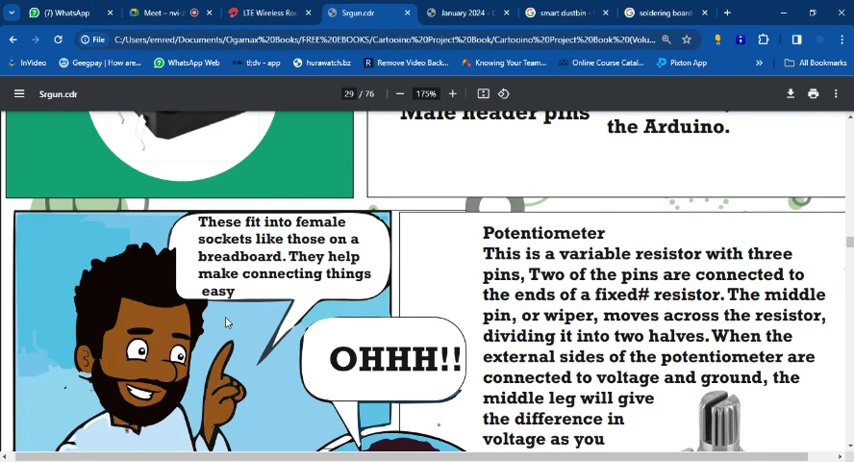 (7) WhatsApp
Meet – nvi
LTE Wireless Ro
Srgun.cdr
January 2024 -
smart dustbin -
soldering board
File
C:/Users/emred/Documents/Ogamax%20Books/FREE%20EBOOKS/Cartooino%20Project%20Book/Cartooino%20Project%20Book%20(Volu...
InVideo
Geegpay | How are...
WhatsApp Web
tl;dv - app
hurawatch.bz
Remove Video Back...
Knowing Your Team...
Online Course Catal...
Pixton App
»
All Bookmarks
Srgun.cdr
29 / 76
175%
Male header pins
the Arduino.
These fit into female
sockets like those on a
breadboard. They help
make connecting things
easy
OHHH!!
Potentiometer
This is a variable resistor with three
pins, Two of the pins are connected to
the ends of a fixed# resistor. The middle
pin, or wiper, moves across the resistor,
dividing it into two halves. When the
external sides of the potentiometer are
connected to voltage and ground, the
middle leg will give
the difference in
voltage as you